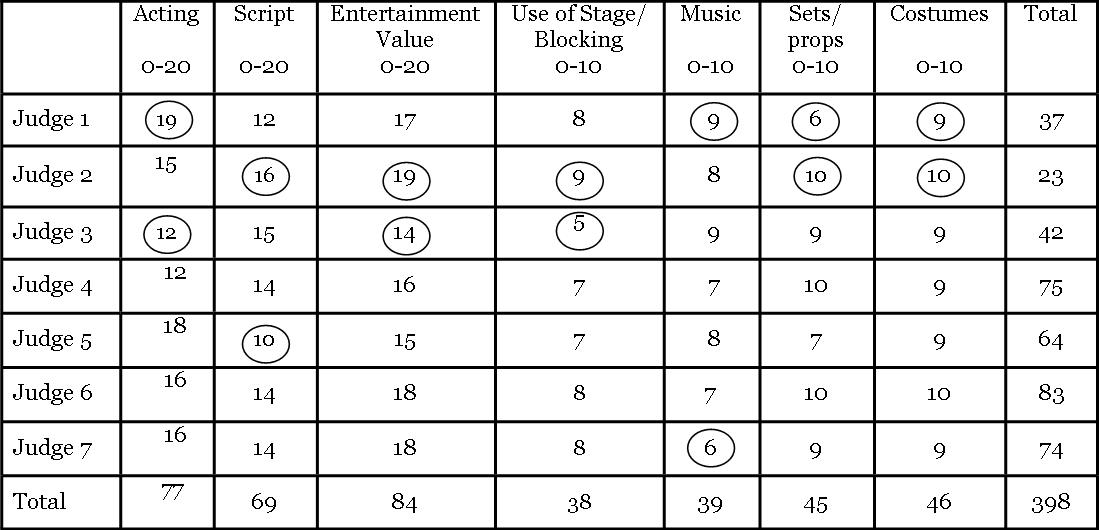 Acting Script Entertainment Use of Stage/ Music Sets/ Costumes Total
Value Blocking props
0-20 0-20 0-20 0-10 0-10 0-10 0-10
Judge 1 19 12 17 8 9 6 9 37
Judge 2 15 16 19 9 8 10 10 23
Judge 3 12 15 14 5 9 9 9 42
Judge 4 12 14 16 7 7 10 9 75
Judge 5 18 10 15 7 8 7 9 64
Judge 6 16 14 18 8 7 10 10 83
Judge 7 16 14 18 8 6 9 9 74
Total 77 69 84 38 39 45 46 398